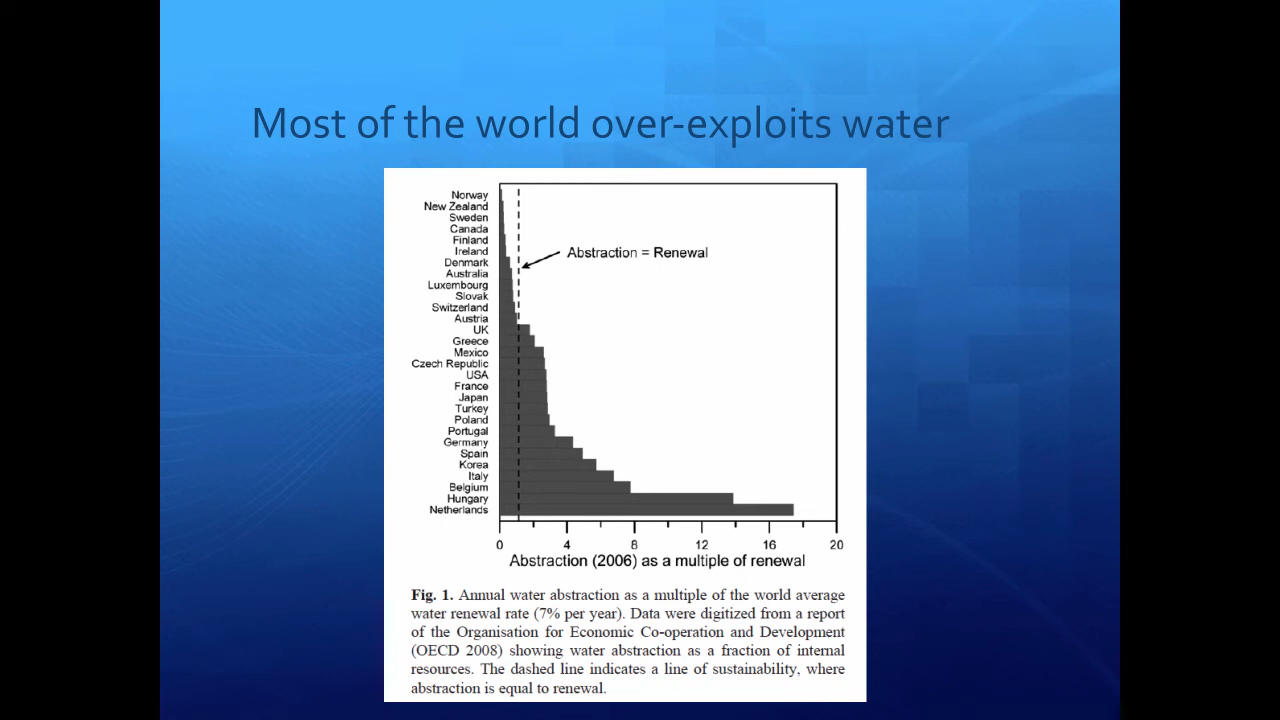 Most of the world over-exploits water
Norway
New Zealand
Sweden
Canada
Finland
Ireland
Denmark
Australia
Luxembourg
Slovak
Switzerland
Austria
UK
Greece
Mexico
Czech Republic
USA
France
Japan
Turkey
Poland
Portugal
Germany
Spain
Korea
Italy
Belgium
Hungary
Netherlands
Abstraction = Renewal
0 4 8 12 16 20
Abstraction (2006) as a multiple of renewal
Fig. 1. Annual water abstraction as a multiple of the world average
water renewal rate (7% per year). Data were digitized from a report
of the Organisation for Economic Co-operation and Development
(OECD 2008) showing water abstraction as a fraction of internal
resources. The dashed line indicates a line of sustainability, where
abstraction is equal to renewal.